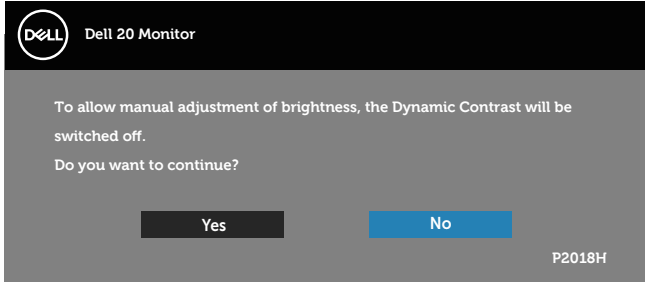 DELL
Dell 20 Monitor
To allow manual adjustment of brightness, the Dynamic Contrast will be
switched off.
Do you want to continue?
Yes
No
P2018H